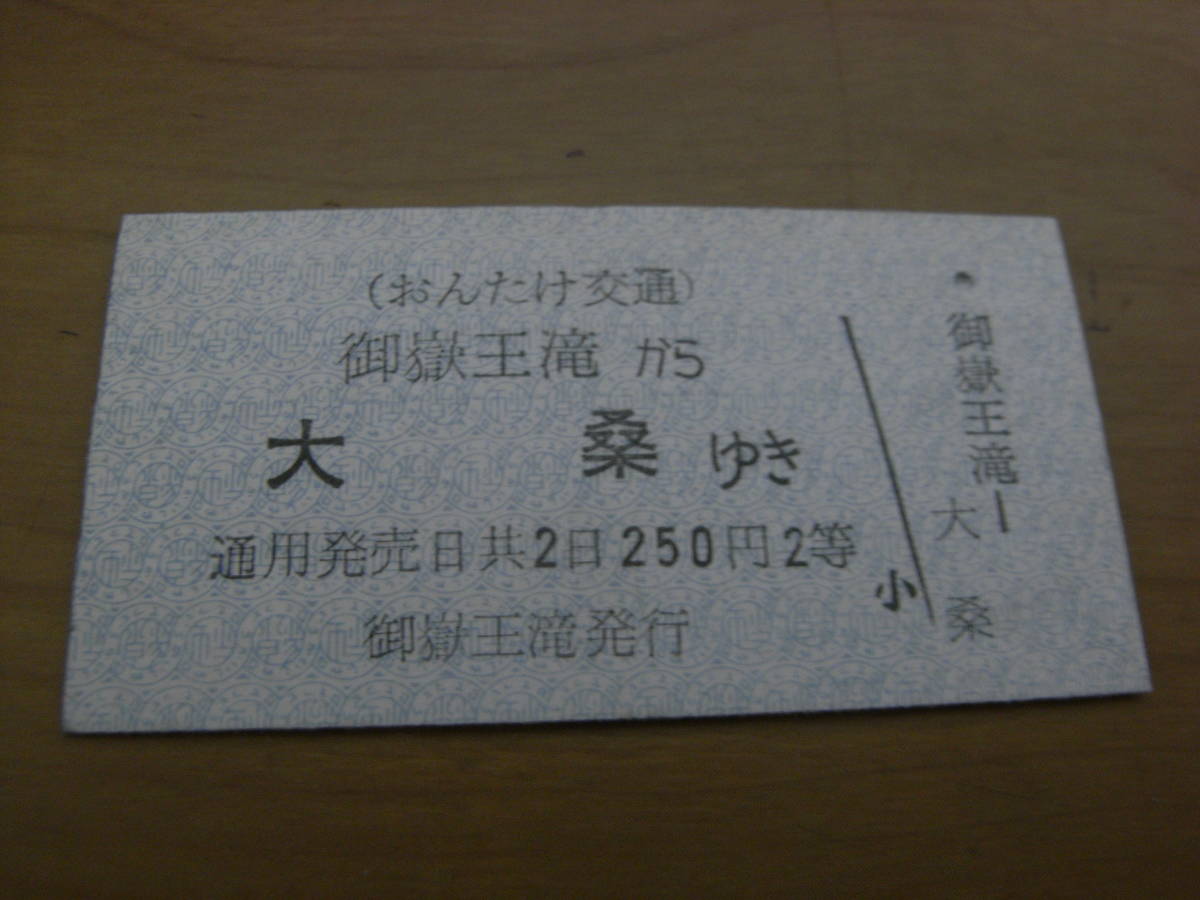 (おんたけ交通)
御嶽王滝 から
大 桑 ゆき
通用発売日共2日 250円 2等
御嶽王滝発行
小
御嶽王滝ー
大桑